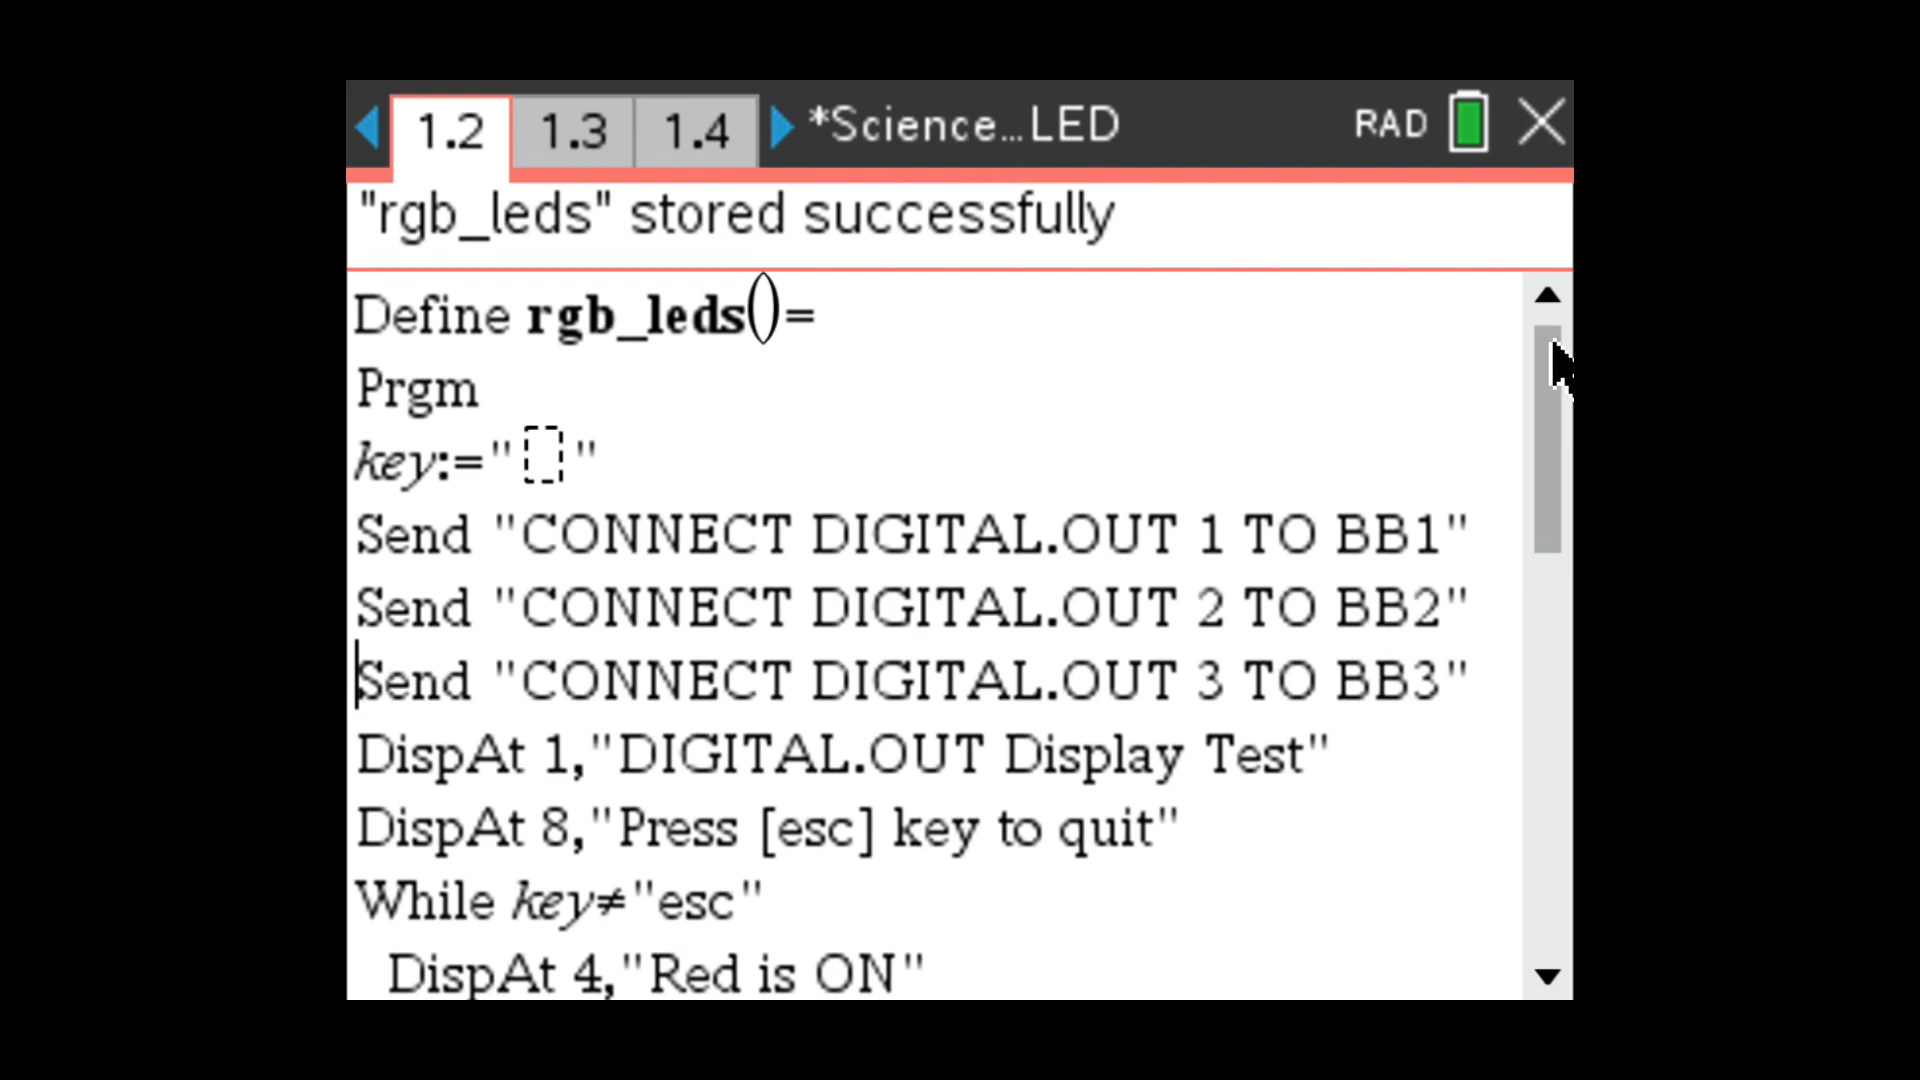 1.2 1.3 1.4 *Science...LED RAD
"rgb_leds" stored successfully
Define rgb_leds()=
Prgm
key:=" "
Send "CONNECT DIGITAL.OUT 1 TO BB1"
Send "CONNECT DIGITAL.OUT 2 TO BB2"
Send "CONNECT DIGITAL.OUT 3 TO BB3"
DispAt 1,"DIGITAL.OUT Display Test"
DispAt 8,"Press [esc] key to quit"
While key≠"esc"
DispAt 4,"Red is ON"